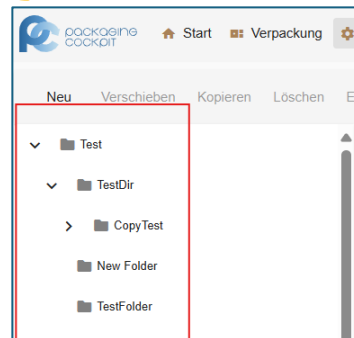 packaging
cockpit
Start
Verpackung
Neu Verschieben Kopieren Löschen
Test
TestDir
CopyTest
New Folder
TestFolder